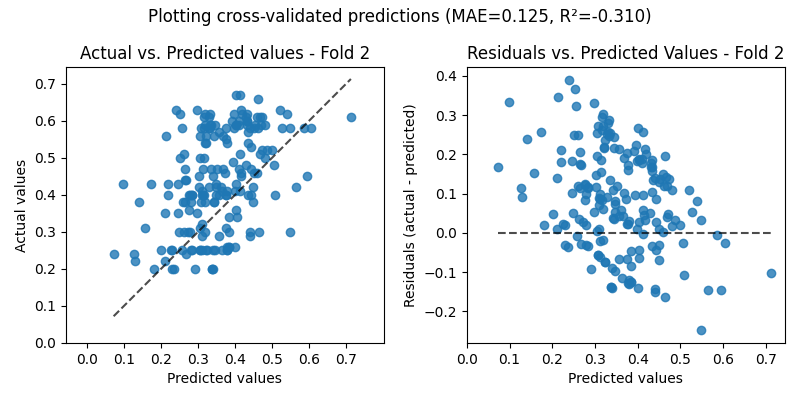 Plotting cross-validated predictions (MAE=0.125, R²=-0.310)
Actual vs. Predicted values - Fold 2
Residuals vs. Predicted Values - Fold 2
Actual values
0.7
0.6
0.5
0.4
0.3
0.2
0.1
0.0
0.0 0.1 0.2 0.3 0.4 0.5 0.6 0.7
Predicted values
Residuals (actual - predicted)
0.4
0.3
0.2
0.1
0.0
−0.1
−0.2
0.0 0.1 0.2 0.3 0.4 0.5 0.6 0.7
Predicted values